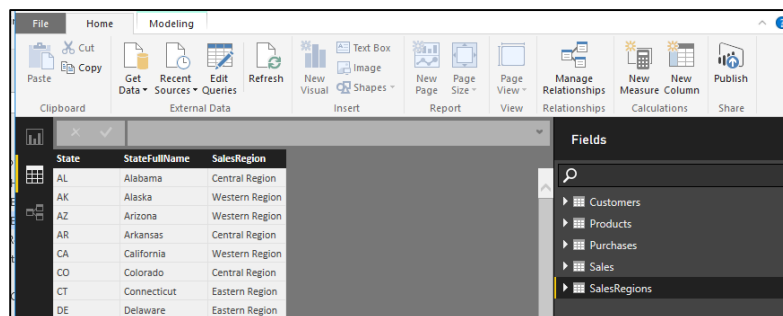 File Home Modeling
Cut
Copy
Paste
Clipboard
Get Data
Recent Sources
Edit Queries
Refresh
External Data
New Visual
Text Box
Image
Shapes
Insert
New Page
Page Size
Report
Page View
View
Manage Relationships
Relationships
New Measure
New Column
Calculations
Publish
Share
State StateFullName SalesRegion
AL Alabama Central Region
AK Alaska Western Region
AZ Arizona Western Region
AR Arkansas Central Region
CA California Western Region
CO Colorado Central Region
CT Connecticut Eastern Region
DE Delaware Eastern Region
Fields
Customers
Products
Purchases
Sales
SalesRegions